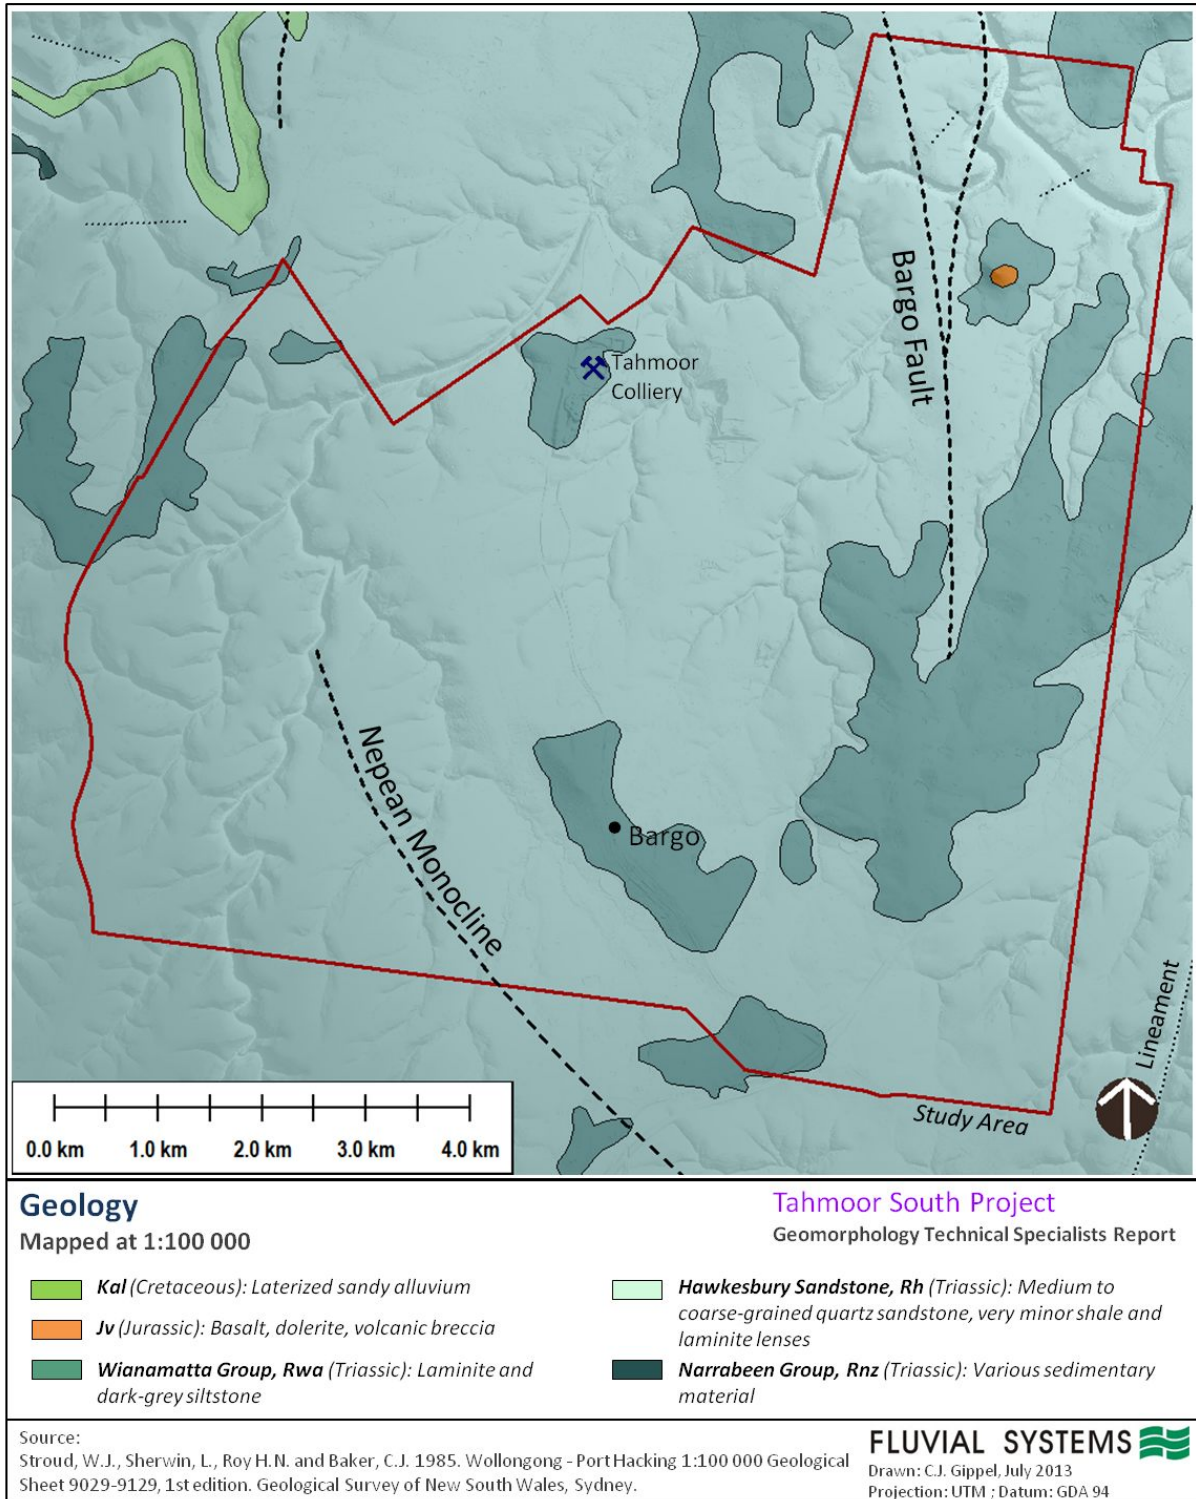 Tahmoor
Colliery
Bargo Fault
Nepean Monocline
Bargo
Lineament
Study Area
0.0 km 1.0 km 2.0 km 3.0 km 4.0 km
Geology
Mapped at 1:100 000
Tahmoor South Project
Geomorphology Technical Specialists Report
Kal (Cretaceous): Laterized sandy alluvium
Jv (Jurassic): Basalt, dolerite, volcanic breccia
Wianamatta Group, Rwa (Triassic): Laminite and
dark-grey siltstone
Hawkesbury Sandstone, Rh (Triassic): Medium to
coarse-grained quartz sandstone, very minor shale and
laminite lenses
Narrabeen Group, Rnz (Triassic): Various sedimentary
material
Source:
Stroud, W.J., Sherwin, L., Roy H.N. and Baker, C.J. 1985. Wollongong - Port Hacking 1:100 000 Geological
Sheet 9029-9129, 1st edition. Geological Survey of New South Wales, Sydney.
FLUVIAL SYSTEMS
Drawn: C.J. Gippel, July 2013
Projection: UTM ; Datum: GDA 94